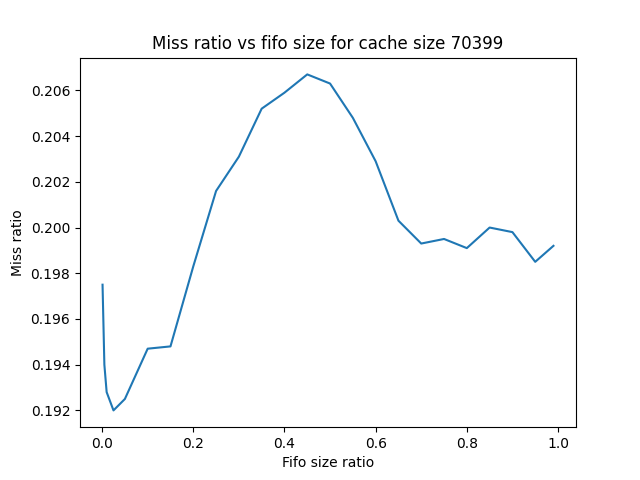 Miss ratio vs fifo size for cache size 70399
0.206
0.204
0.202
0.200
0.198
0.196
0.194
0.192
Miss ratio
0.0 0.2 0.4 0.6 0.8 1.0
Fifo size ratio